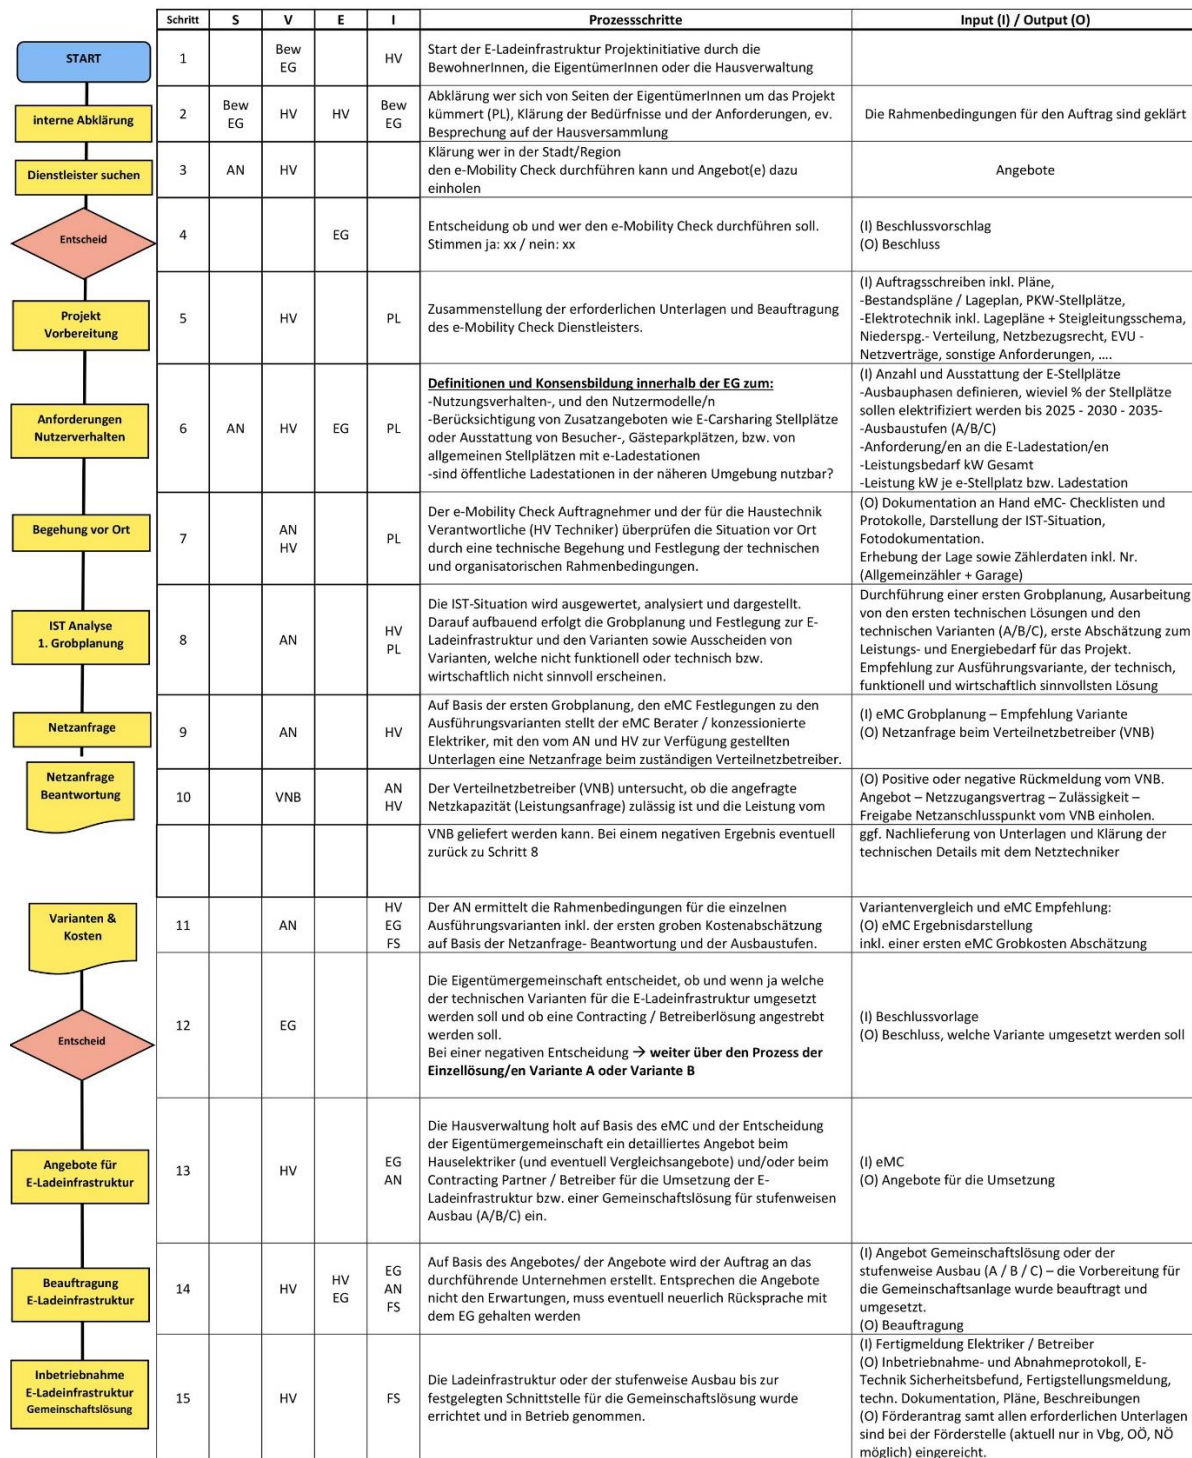 Schritt S V E I Prozessschritte Input (I) / Output (O)
START
1
Bew
EG
HV
Start der E-Ladeinfrastruktur Projektinitiative durch die
BewohnerInnen, die EigentümerInnen oder die Hausverwaltung
interne Abklärung
2
Bew
EG
HV
HV
Bew
EG
Abklärung wer sich von Seiten der EigentümerInnen um das Projekt
kümmert (PL), Klärung der Bedürfnisse und der Anforderungen, ev.
Besprechung auf der Hausversammlung
Die Rahmenbedingungen für den Auftrag sind geklärt
Dienstleister suchen
3
AN
HV
Klärung wer in der Stadt/Region
den e-Mobility Check durchführen kann und Angebot(e) dazu
einholen
Angebote
Entscheid
4
EG
Entscheidung ob und wer den e-Mobility Check durchführen soll.
Stimmen ja: xx / nein: xx
(I) Beschlussvorschlag
(O) Beschluss
Projekt
Vorbereitung
5
HV
PL
Zusammenstellung der erforderlichen Unterlagen und Beauftragung
des e-Mobility Check Dienstleisters.
(I) Auftragsschreiben inkl. Pläne,
-Bestandspläne / Lageplan, PKW-Stellplätze,
-Elektrotechnik inkl. Lagepläne + Steigleitungsschema,
Niederspg.- Verteilung, Netzbezugsrecht, EVU -
Netzverträge, sonstige Anforderungen, ....
Anforderungen
Nutzerverhalten
6
AN
HV
EG
PL
Definitionen und Konsensbildung innerhalb der EG zum:
-Nutzungsverhalten-, und den Nutzermodelle/n
-Berücksichtigung von Zusatzangeboten wie E-Carsharing Stellplätze
oder Ausstattung von Besucher-, Gästeparkplätzen, bzw. von
allgemeinen Stellplätzen mit e-Ladestationen
-sind öffentliche Ladestationen in der näheren Umgebung nutzbar?
(I) Anzahl und Ausstattung der E-Stellplätze
-Ausbauphasen definieren, wieviel % der Stellplätze
sollen elektrifiziert werden bis 2025 - 2030 - 2035-
-Ausbaustufen (A/B/C)
-Anforderung/en an die E-Ladestation/en
-Leistungsbedarf kW Gesamt
-Leistung kW je e-Stellplatz bzw. Ladestation
Begehung vor Ort
7
AN
HV
PL
Der e-Mobility Check Auftragnehmer und der für die Haustechnik
Verantwortliche (HV Techniker) überprüfen die Situation vor Ort
durch eine technische Begehung und Festlegung der technischen
und organisatorischen Rahmenbedingungen.
(O) Dokumentation an Hand eMC- Checklisten und
Protokolle, Darstellung der IST-Situation,
Fotodokumentation.
Erhebung der Lage sowie Zählerdaten inkl. Nr.
(Allgemeinzähler + Garage)
IST Analyse
1. Grobplanung
8
AN
HV
PL
Die IST-Situation wird ausgewertet, analysiert und dargestellt.
Darauf aufbauend erfolgt die Grobplanung und Festlegung zur E-
Ladeinfrastruktur und den Varianten sowie Ausscheiden von
Varianten, welche nicht funktionell oder technisch bzw.
wirtschaftlich nicht sinnvoll erscheinen.
Durchführung einer ersten Grobplanung, Ausarbeitung
von den ersten technischen Lösungen und den
technischen Varianten (A/B/C), erste Abschätzung zum
Leistungs- und Energiebedarf für das Projekt.
Empfehlung zur Ausführungsvariante, der technisch,
funktionell und wirtschaftlich sinnvollsten Lösung
Netzanfrage
9
AN
HV
Auf Basis der ersten Grobplanung, den eMC Festlegungen zu den
Ausführungsvarianten stellt der eMC Berater / konzessionierte
Elektriker, mit den vom AN und HV zur Verfügung gestellten
Unterlagen eine Netzanfrage beim zuständigen Verteilnetzbetreiber.
(I) eMC Grobplanung – Empfehlung Variante
(O) Netzanfrage beim Verteilnetzbetreiber (VNB)
Netzanfrage
Beantwortung
10
VNB
AN
HV
Der Verteilnetzbetreiber (VNB) untersucht, ob die angefragte
Netzkapazität (Leistungsanfrage) zulässig ist und die Leistung vom
(O) Positive oder negative Rückmeldung vom VNB.
Angebot – Netzzugangsvertrag – Zulässigkeit –
Freigabe Netzanschlusspunkt vom VNB einholen.
VNB geliefert werden kann. Bei einem negativen Ergebnis eventuell
zurück zu Schritt 8
ggf. Nachlieferung von Unterlagen und Klärung der
technischen Details mit dem Netztechniker
Varianten &
Kosten
11
AN
HV
EG
FS
Der AN ermittelt die Rahmenbedingungen für die einzelnen
Ausführungsvarianten inkl. der ersten groben Kostenabschätzung
auf Basis der Netzanfrage- Beantwortung und der Ausbaustufen.
Variantenvergleich und eMC Empfehlung:
(O) eMC Ergebnisdarstellung
inkl. einer ersten eMC Grobkosten Abschätzung
Entscheid
12
EG
Die Eigentümergemeinschaft entscheidet, ob und wenn ja welche
der technischen Varianten für die E-Ladeinfrastruktur umgesetzt
werden soll und ob eine Contracting / Betreiberlösung angestrebt
werden soll.
Bei einer negativen Entscheidung → weiter über den Prozess der
Einzellösung/en Variante A oder Variante B
(I) Beschlussvorlage
(O) Beschluss, welche Variante umgesetzt werden soll
Angebote für
E-Ladeinfrastruktur
13
HV
EG
AN
Die Hausverwaltung holt auf Basis des eMC und der Entscheidung
der Eigentümergemeinschaft ein detailliertes Angebot beim
Hauselektriker (und eventuell Vergleichsangebote) und/oder beim
Contracting Partner / Betreiber für die Umsetzung der E-
Ladeinfrastruktur bzw. einer Gemeinschaftslösung für stufenweisen
Ausbau (A/B/C) ein.
(I) eMC
(O) Angebote für die Umsetzung
Beauftragung
E-Ladeinfrastruktur
14
HV
HV
EG
EG
AN
FS
Auf Basis des Angebotes/ der Angebote wird der Auftrag an das
durchführende Unternehmen erstellt. Entsprechen die Angebote
nicht den Erwartungen, muss eventuell neuerlich Rücksprache mit
dem EG gehalten werden
(I) Angebot Gemeinschaftslösung oder der
stufenweise Ausbau (A / B / C) – die Vorbereitung für
die Gemeinschaftsanlage wurde beauftragt und
umgesetzt.
(O) Beauftragung
Inbetriebnahme
E-Ladeinfrastruktur
Gemeinschaftslösung
15
HV
FS
Die Ladeinfrastruktur oder der stufenweise Ausbau bis zur
festgelegten Schnittstelle für die Gemeinschaftslösung wurde
errichtet und in Betrieb genommen.
(I) Fertigmeldung Elektriker / Betreiber
(O) Inbetriebnahme- und Abnahmeprotokoll, E-
Technik Sicherheitsbefund, Fertigstellungsmeldung,
techn. Dokumentation, Pläne, Beschreibungen
(O) Förderantrag samt allen erforderlichen Unterlagen
sind bei der Förderstelle (aktuell nur in Vbg, OÖ, NÖ
möglich) eingereicht.